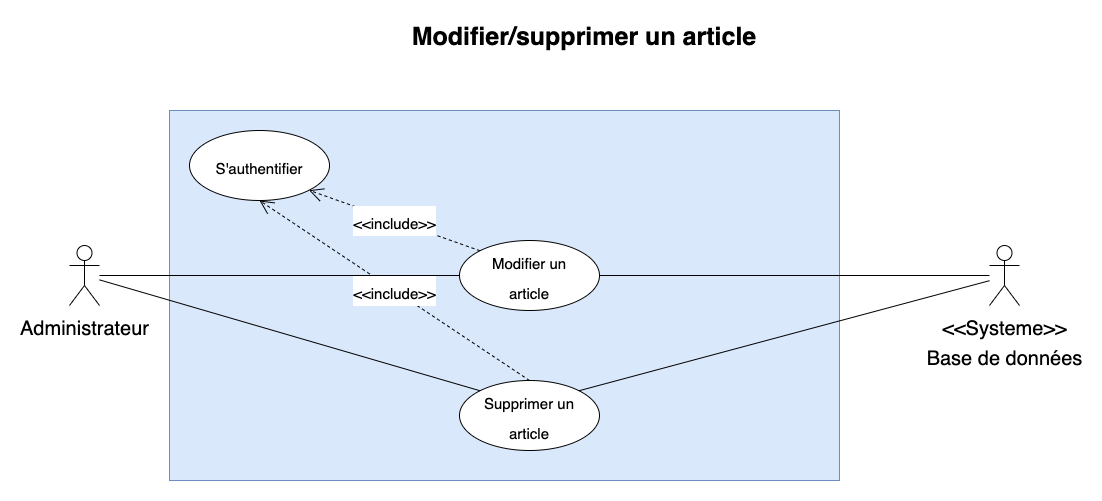 Modifier/supprimer un article
S'authentifier
<<include>>
Modifier un
article
<<include>>
Administrateur
<<Systeme>>
Base de données
Supprimer un
article